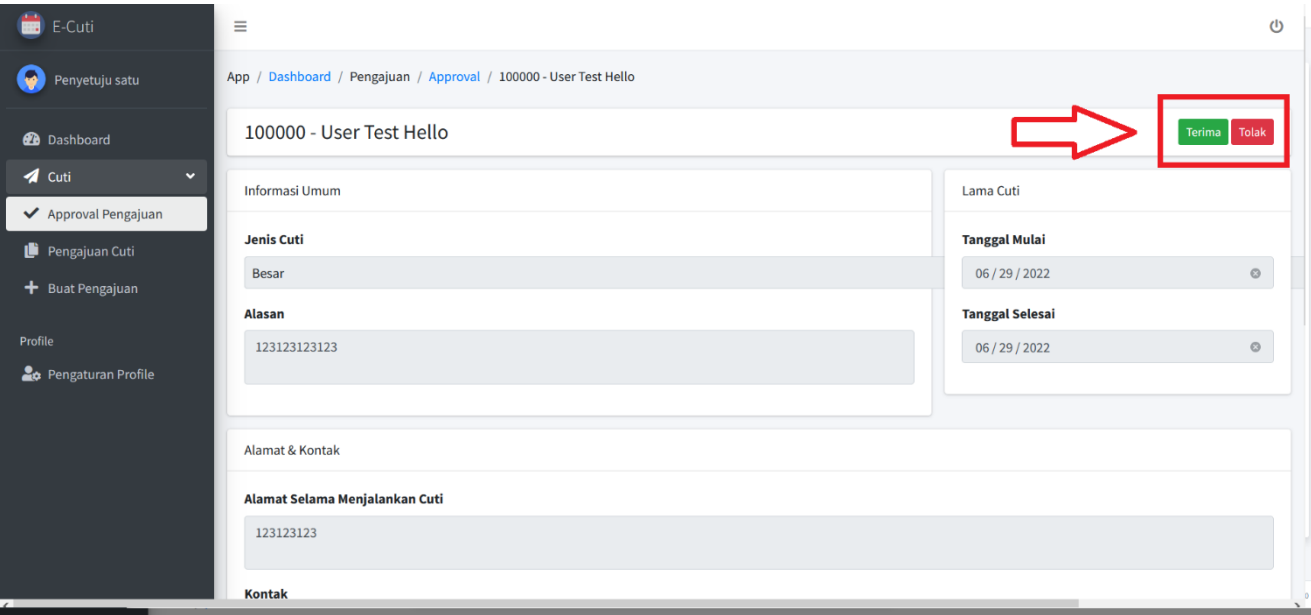 E-Cuti
Penyetuju satu
Dashboard
Cuti
Approval Pengajuan
Pengajuan Cuti
Buat Pengajuan
Profile
Pengaturan Profile
App / Dashboard / Pengajuan / Approval / 100000 - User Test Hello
100000 - User Test Hello
Terima Tolak
Informasi Umum
Jenis Cuti
Besar
Alasan
123123123123
Lama Cuti
Tanggal Mulai
06 / 29 / 2022
Tanggal Selesai
06 / 29 / 2022
Alamat & Kontak
Alamat Selama Menjalankan Cuti
123123123
Kontak